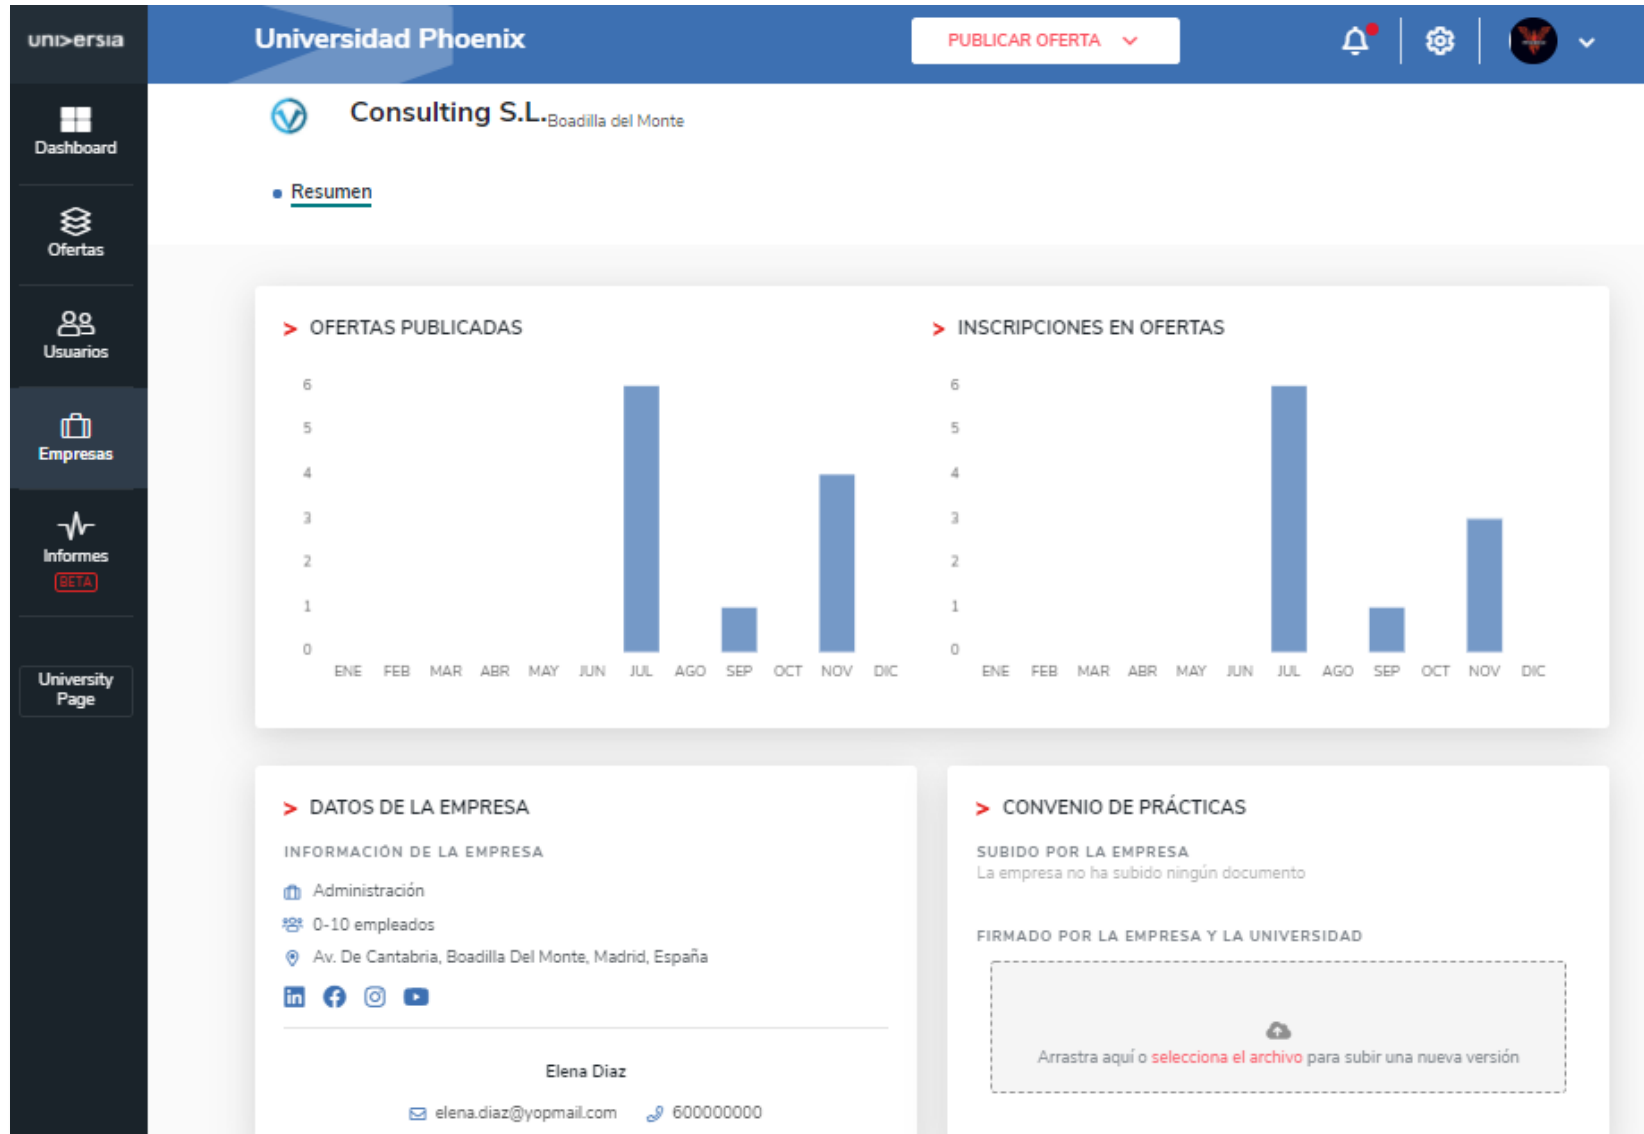 uni>ersia
Universidad Phoenix
PUBLICAR OFERTA
Dashboard
Ofertas
Usuarios
Empresas
Informes
BETA
University
Page
Consulting S.L. Boadilla del Monte
Resumen
> OFERTAS PUBLICADAS
6
5
4
3
2
1
0
ENE FEB MAR ABR MAY JUN JUL AGO SEP OCT NOV DIC
> INSCRIPCIONES EN OFERTAS
6
5
4
3
2
1
0
ENE FEB MAR ABR MAY JUN JUL AGO SEP OCT NOV DIC
> DATOS DE LA EMPRESA
INFORMACIÓN DE LA EMPRESA
Administración
0-10 empleados
Av. De Cantabria, Boadilla Del Monte, Madrid, España
Elena Diaz
elena.diaz@yopmail.com 600000000
> CONVENIO DE PRÁCTICAS
SUBIDO POR LA EMPRESA
La empresa no ha subido ningún documento
FIRMADO POR LA EMPRESA Y LA UNIVERSIDAD
Arrastra aquí o selecciona el archivo para subir una nueva versión